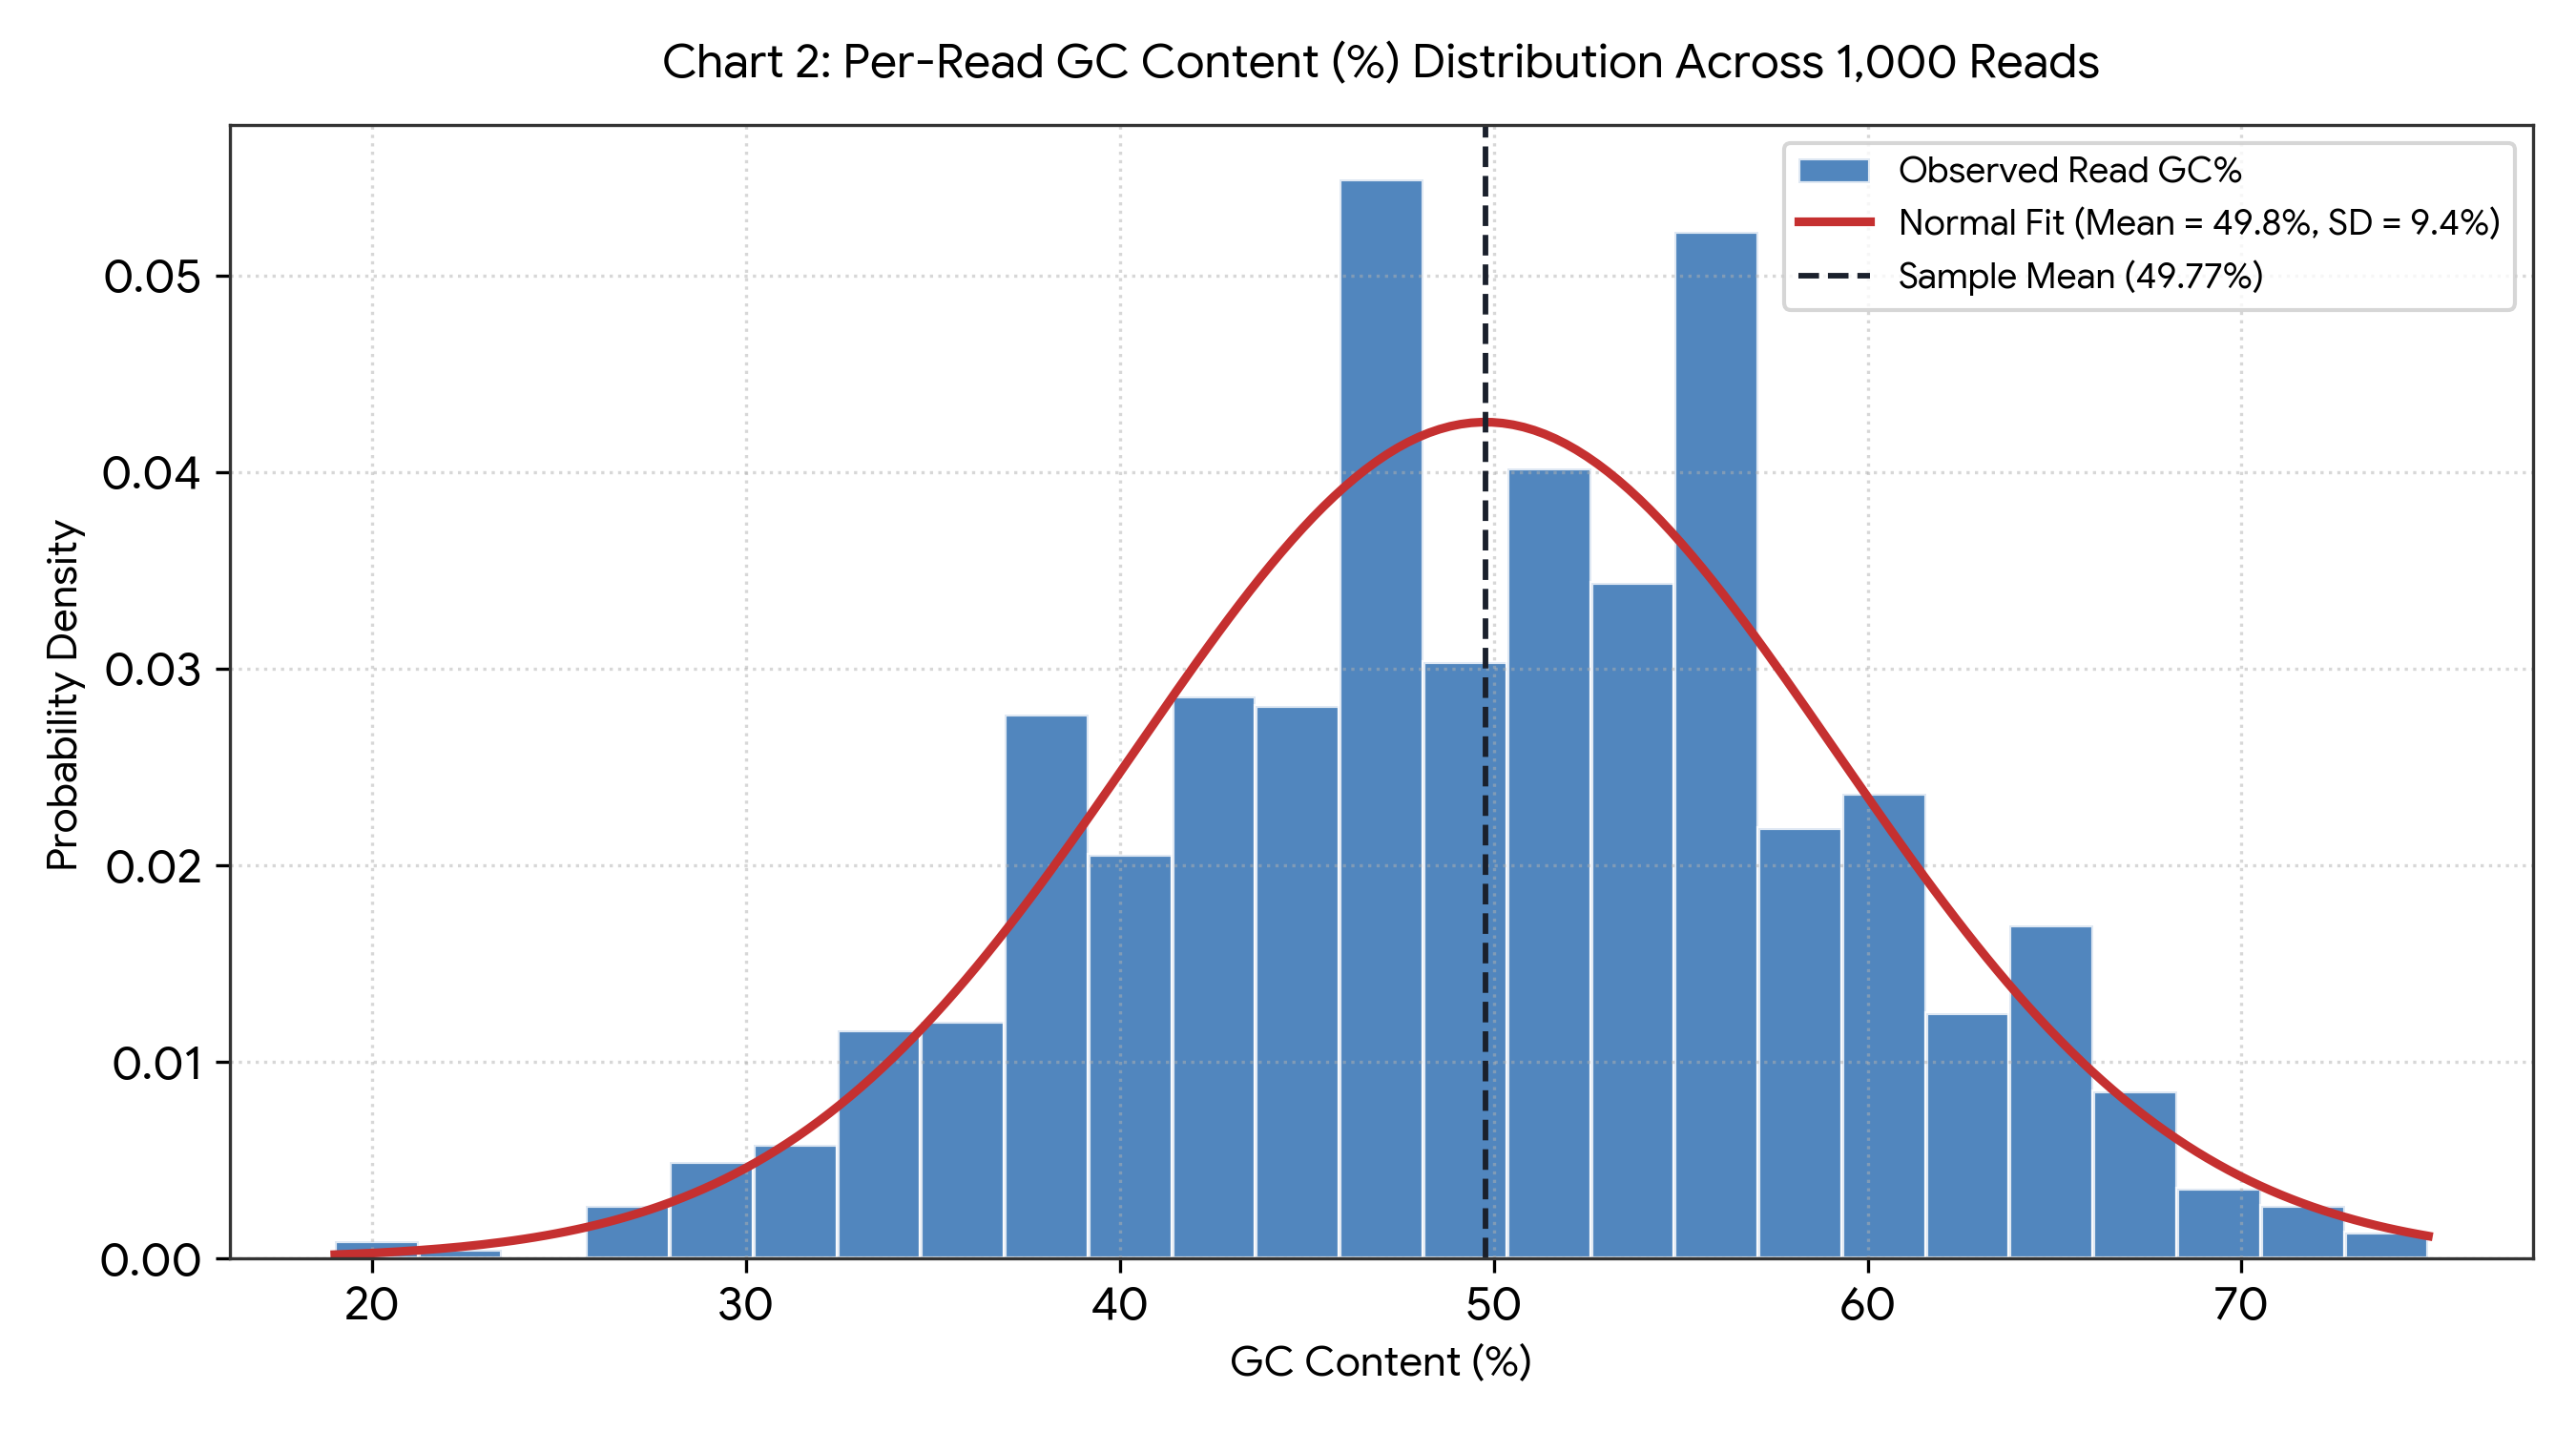 Chart 2: Per-Read GC Content (%) Distribution Across 1,000 Reads
Observed Read GC%
Normal Fit (Mean = 49.8%, SD = 9.4%)
Sample Mean (49.77%)
Probability Density
0.05
0.04
0.03
0.02
0.01
0.00
20 30 40 50 60 70
GC Content (%)